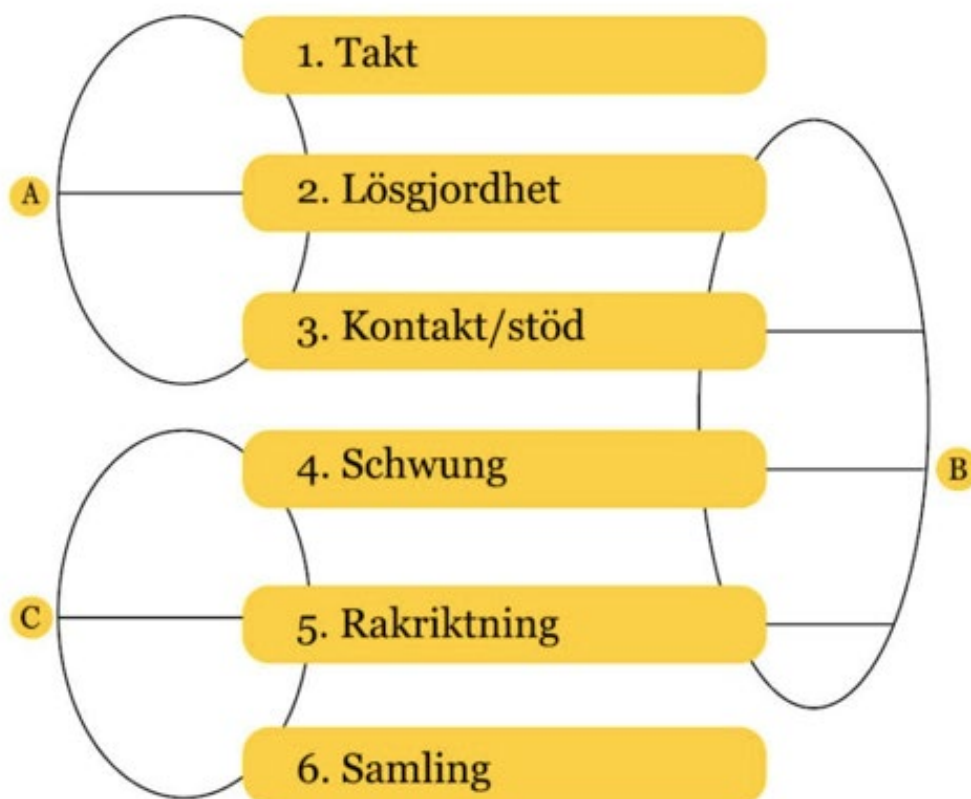 1. Takt
A
2. Lösgjordhet
3. Kontakt/stöd
4. Schwung
B
C
5. Rakriktning
6. Samling